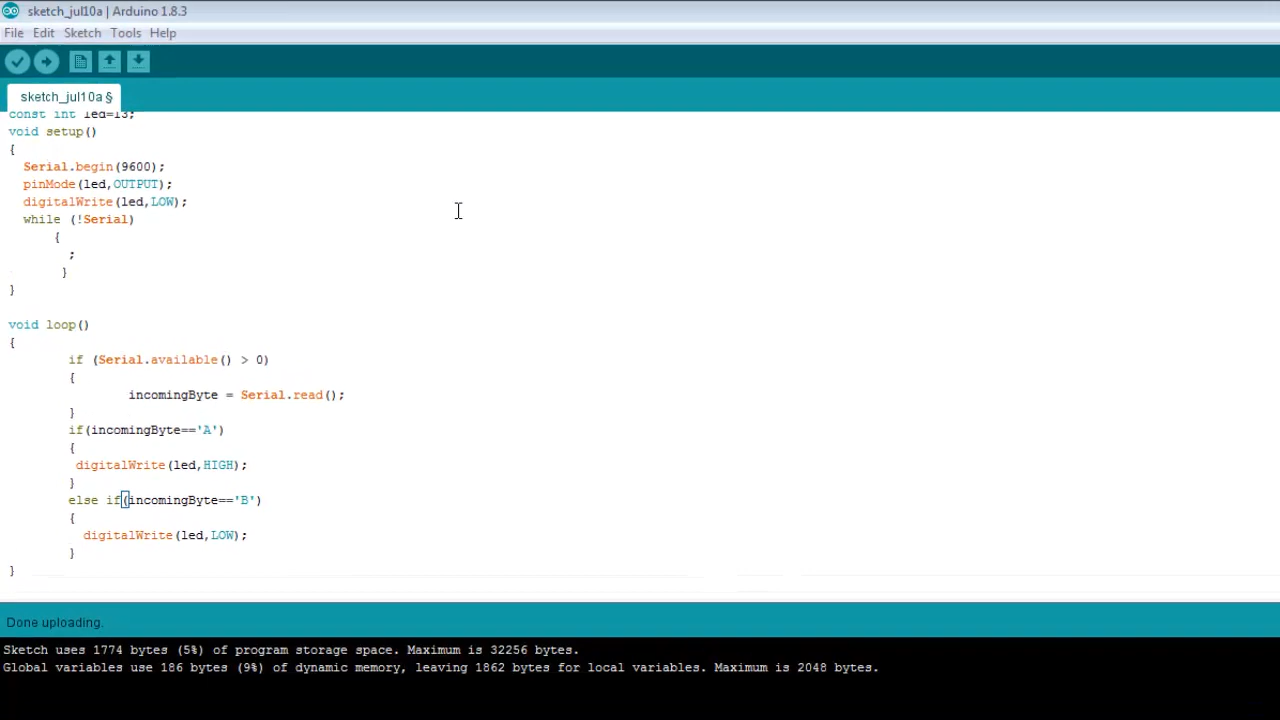 sketch_jul10a | Arduino 1.8.3
File Edit Sketch Tools Help
sketch_jul10a §
const int led=13;
void setup()
{
Serial.begin(9600);
pinMode(led,OUTPUT);
digitalWrite(led,LOW);
while (!Serial)
{
;
}
}
void loop()
{
if (Serial.available() > 0)
{
incomingByte = Serial.read();
}
if(incomingByte=='A')
{
digitalWrite(led,HIGH);
}
else if(incomingByte=='B')
{
digitalWrite(led,LOW);
}
}
Done uploading.
Sketch uses 1774 bytes (5%) of program storage space. Maximum is 32256 bytes.
Global variables use 186 bytes (9%) of dynamic memory, leaving 1862 bytes for local variables. Maximum is 2048 bytes.